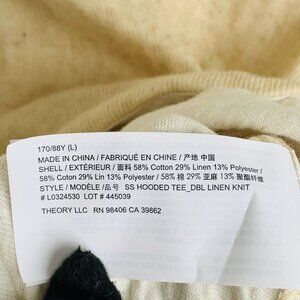 170/88Y (L)
MADE IN CHINA / FABRIQUÉ EN CHINE / 产地 中国
SHELL / EXTÉRIEUR / 面料 58% Cotton 29% Linen 13% Polyester /
58% Coton 29% Lin 13% Polyester / 58% 棉 29% 亚麻 13% 聚酯纤维
STYLE / MODÈLE / 品号 SS HOODED TEE_DBL LINEN KNIT
# L0324530 LOT # 445039
THEORY LLC RN 98406 CA 39862